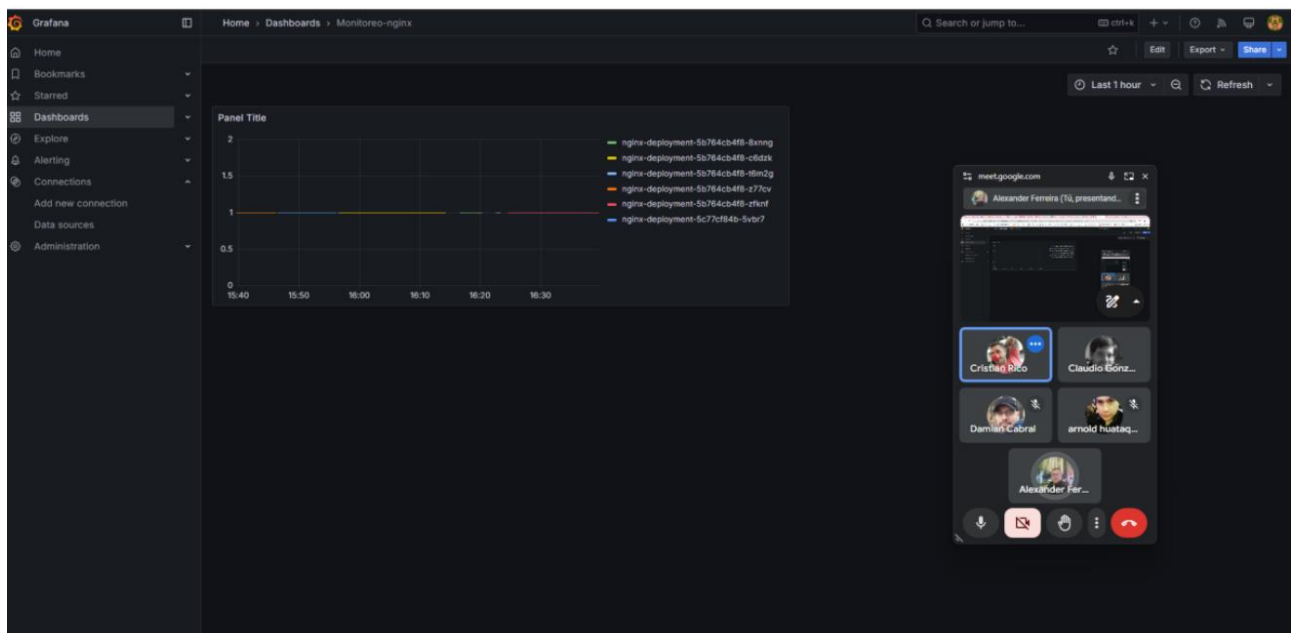 Grafana
Home › Dashboards › Monitoreo-nginx
Search or jump to...
ctrl+k
Edit
Export
Share
Home
Bookmarks
Starred
Dashboards
Explore
Alerting
Connections
Add new connection
Data sources
Administration
Last 1 hour
Refresh
Panel Title
2
1.5
1
0.5
0
15:40 15:50 16:00 16:10 16:20 16:30
nginx-deployment-5b764cb4f8-8xnng
nginx-deployment-5b764cb4f8-c6dzk
nginx-deployment-5b764cb4f8-t6m2g
nginx-deployment-5b764cb4f8-z77cv
nginx-deployment-5b764cb4f8-zfknf
nginx-deployment-5c77cf84b-5vbr7
meet.google.com
Alexander Ferreira (Tú, presentand...
Cristian Rico
Claudio Gonz...
Damian Cabral
arnold huataq...
Alexander Fer...